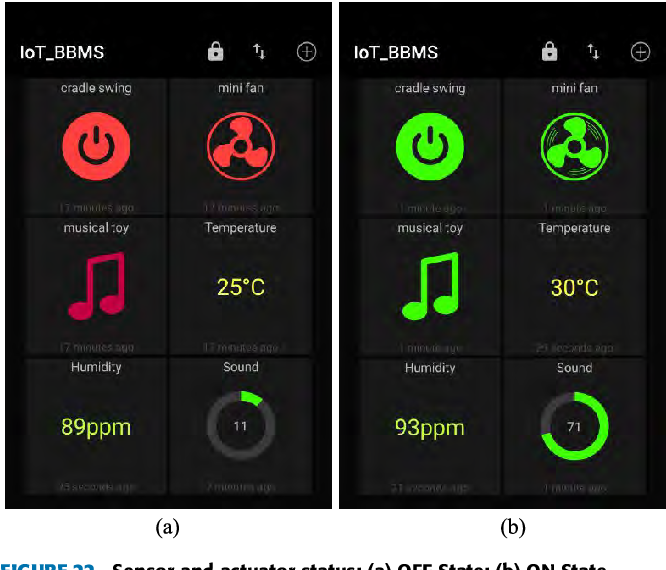 IoT_BBMS
cradle swing
mini fan
17 minutes ago
17 minutes ago
musical toy
Temperature
25°C
17 minutes ago
17 minutes ago
Humidity
Sound
89ppm
11
seconds ago
7 minutes ago
(a)
IoT_BBMS
cradle swing
mini fan
1 minute ago
1 minute ago
musical toy
Temperature
30°C
1 minute ago
seconds ago
Humidity
Sound
93ppm
71
seconds ago
1 minute ago
(b)
FIGURE 22. Sensor and actuator status: (a) OFF State; (b) ON State